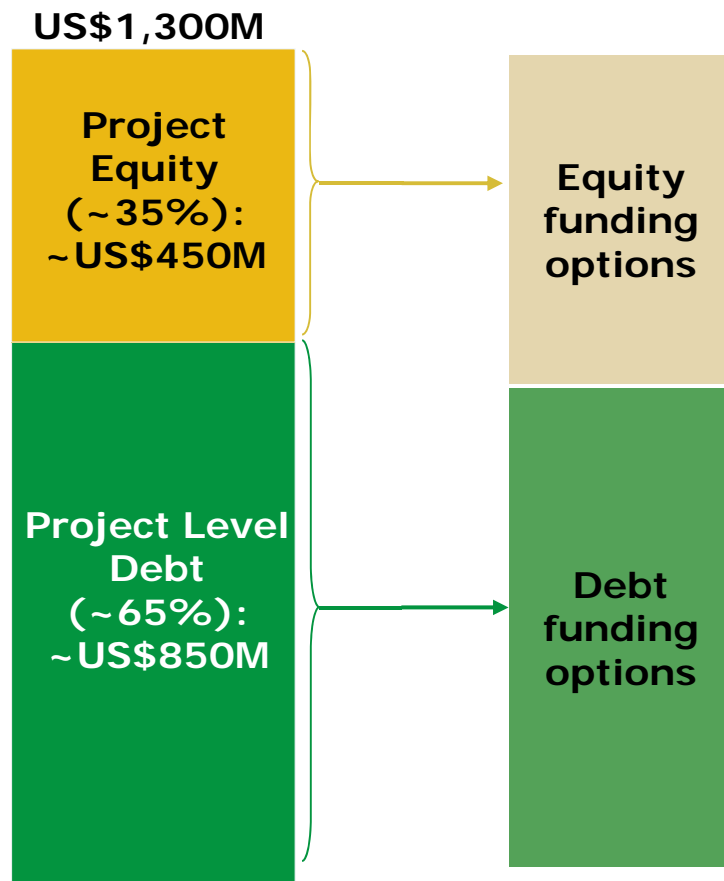 US$1,300M
Project
Equity
(~35%):
~US$450M
Equity
funding
options
Project Level
Debt
(~65%):
~US$850M
Debt
funding
options